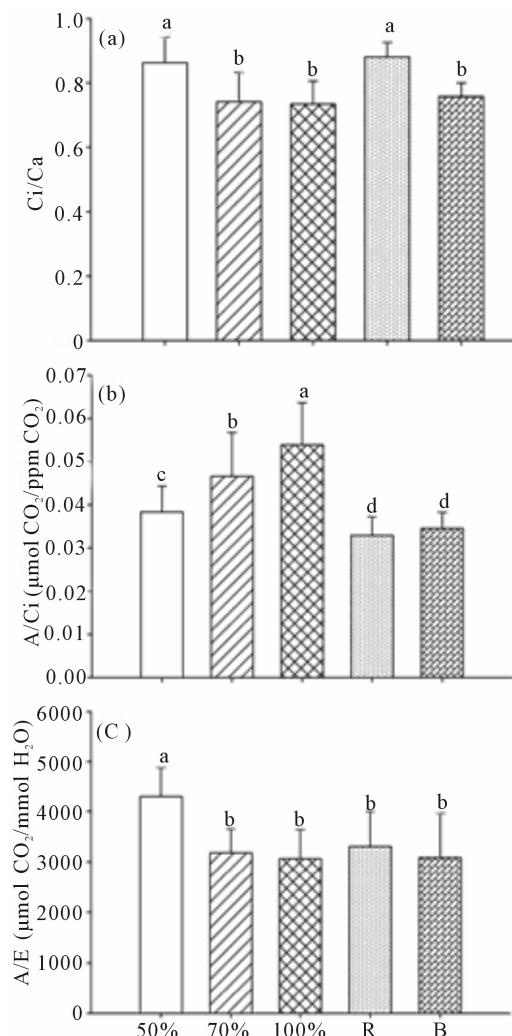 (a)
1.0
0.8
0.6
0.4
0.2
0
Ci/Ca
a
b
b
a
b
(b)
0.07
0.06
0.05
0.04
0.03
0.02
0.01
0.00
A/Ci (μmol CO₂/ppm CO₂)
c
b
a
d
d
(C)
6000
5000
4000
3000
2000
1000
0
A/E (μmol CO₂/mmol H₂O)
a
b
b
b
b
50% 70% 100% R B